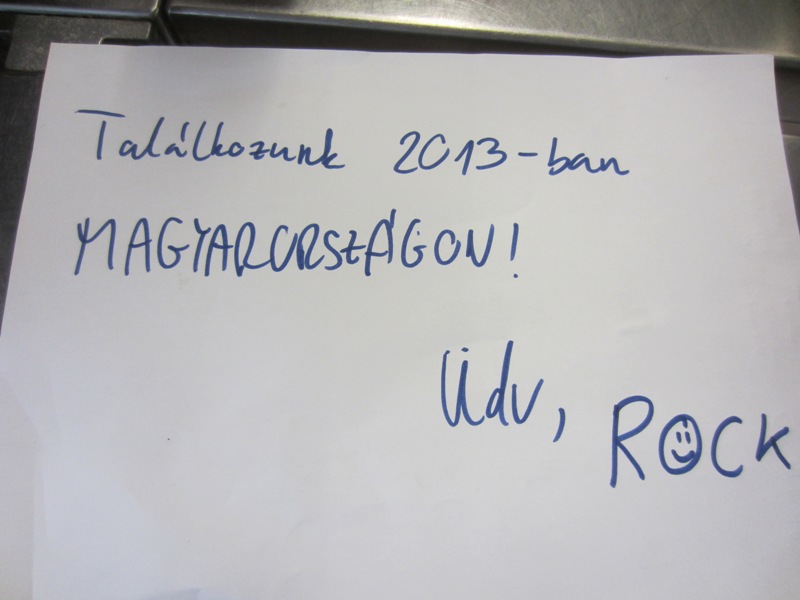 Találkozunk 2013-ban
MAGYARORSZÁGON!
Üdv, ROCK